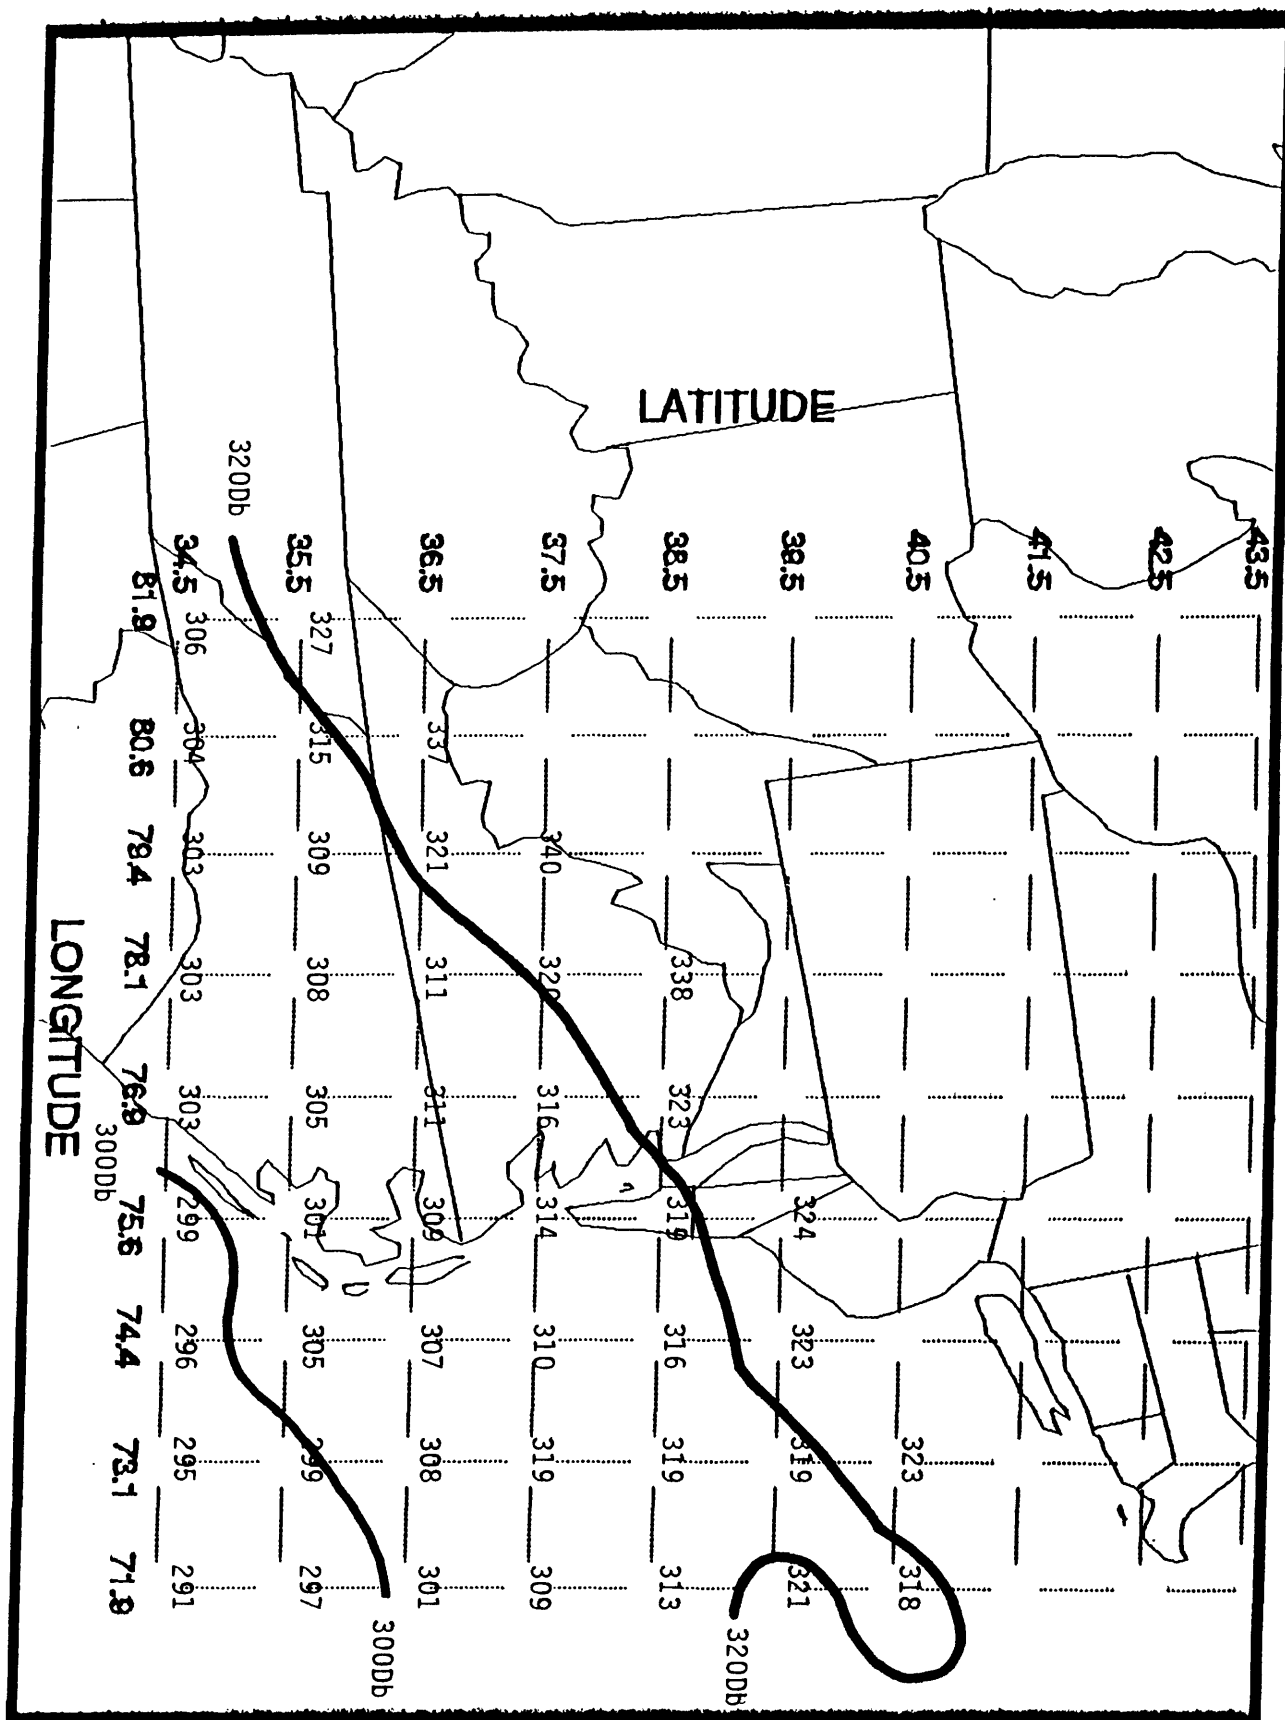 43.5
42.5
41.5
40.5 323 318
39.5 324 323 319 321
LATITUDE
320Db
38.5 338 323 319 316 319 313
37.5 340 320 316 314 310 319 309
36.5 337 321 311 311 309 307 308 301
300Db
35.5 327 315 309 308 305 301 305 299 297
320Db
34.5 306 304 303 303 303 299 296 295 291
81.9 80.6 79.4 78.1 76.9 75.6 74.4 73.1 71.9
300Db
LONGITUDE